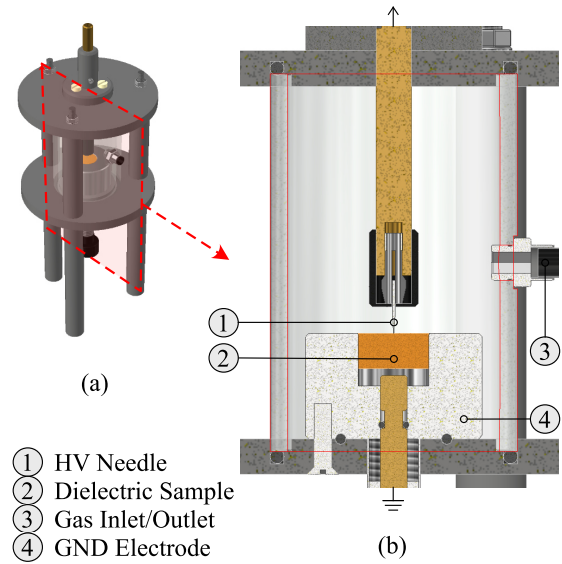 (a)
1
2
3
4
(b)
1 HV Needle
2 Dielectric Sample
3 Gas Inlet/Outlet
4 GND Electrode